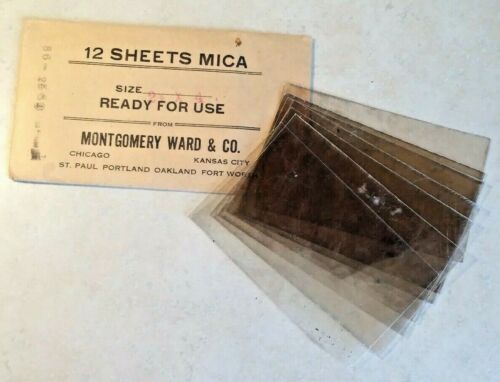 12 SHEETS MICA
SIZE
READY FOR USE
FROM
MONTGOMERY WARD & CO.
CHICAGO KANSAS CITY
ST. PAUL PORTLAND OAKLAND FORT WORTH